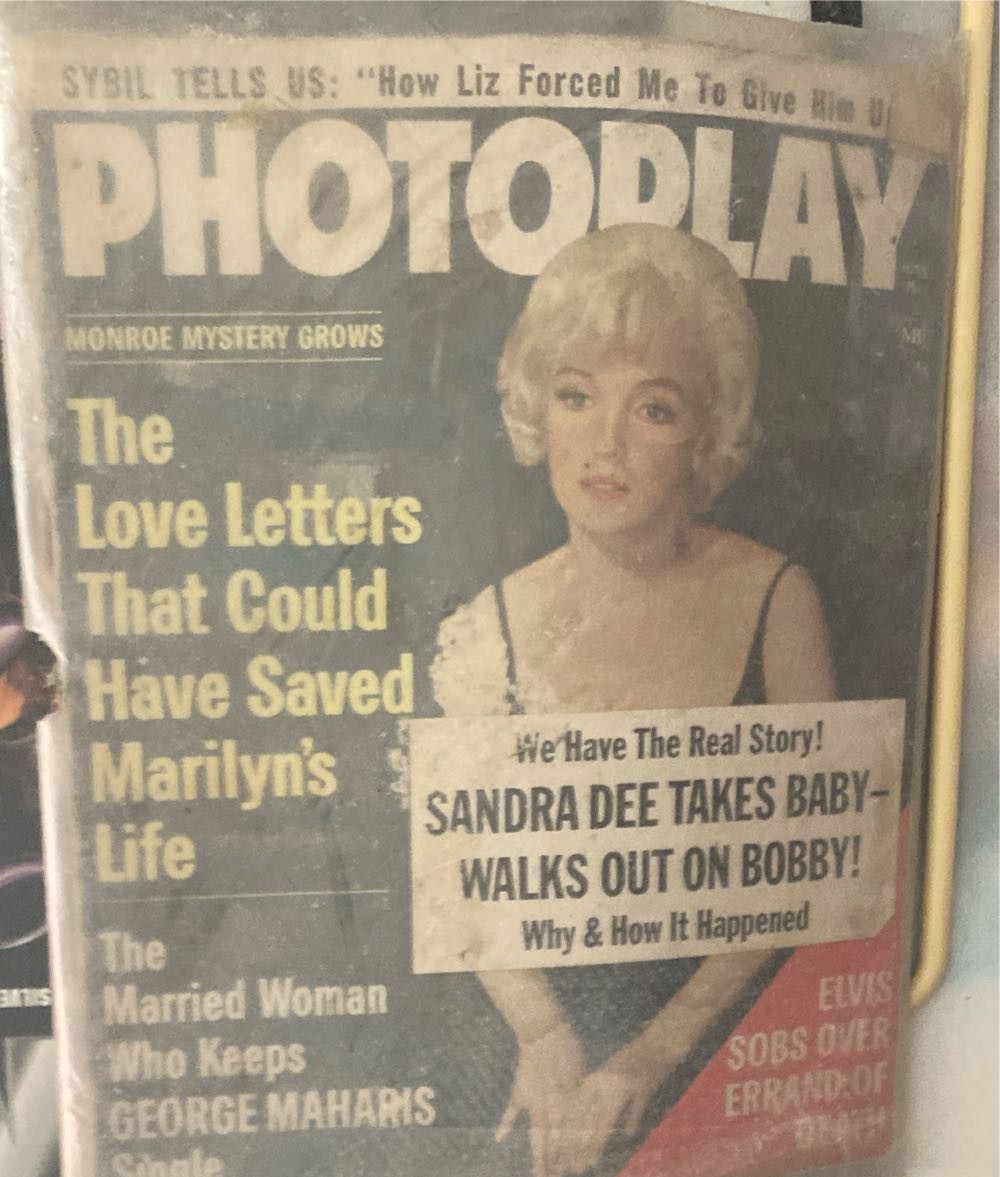 SYBIL TELLS US: "How Liz Forced Me To Give Him U
PHOTOPLAY
MONROE MYSTERY GROWS
The
Love Letters
That Could
Have Saved
Marilyn's
Life
We Have The Real Story!
SANDRA DEE TAKES BABY–
WALKS OUT ON BOBBY!
Why & How It Happened
The
Married Woman
Who Keeps
GEORGE MAHARIS
Single
ELVIS
SOBS OVER
ERRAND OF
DEATH